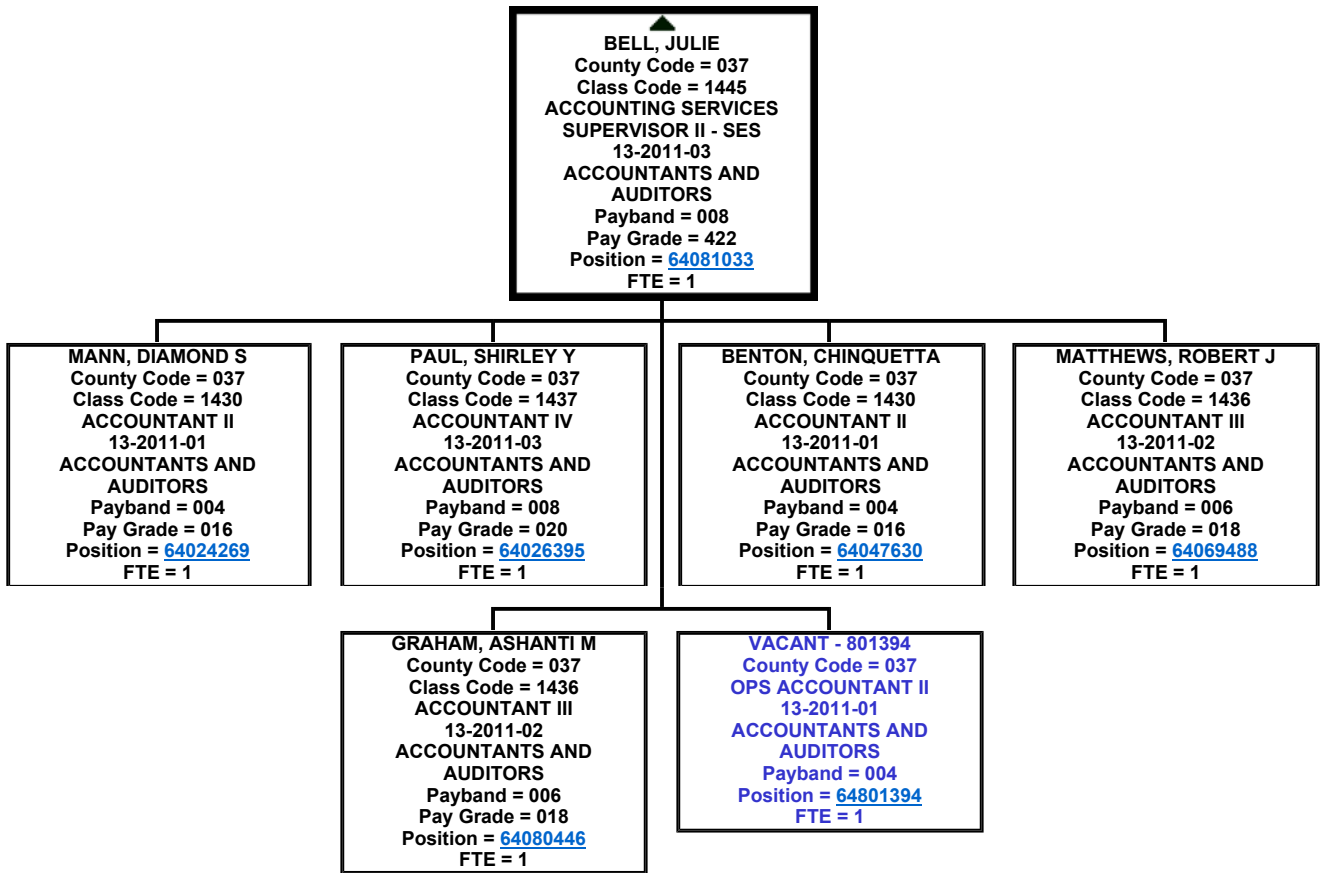 BELL, JULIE
County Code = 037
Class Code = 1445
ACCOUNTING SERVICES
SUPERVISOR II - SES
13-2011-03
ACCOUNTANTS AND
AUDITORS
Payband = 008
Pay Grade = 422
Position = 64081033
FTE = 1
MANN, DIAMOND S
County Code = 037
Class Code = 1430
ACCOUNTANT II
13-2011-01
ACCOUNTANTS AND
AUDITORS
Payband = 004
Pay Grade = 016
Position = 64024269
FTE = 1
PAUL, SHIRLEY Y
County Code = 037
Class Code = 1437
ACCOUNTANT IV
13-2011-03
ACCOUNTANTS AND
AUDITORS
Payband = 008
Pay Grade = 020
Position = 64026395
FTE = 1
BENTON, CHINQUETTA
County Code = 037
Class Code = 1430
ACCOUNTANT II
13-2011-01
ACCOUNTANTS AND
AUDITORS
Payband = 004
Pay Grade = 016
Position = 64047630
FTE = 1
MATTHEWS, ROBERT J
County Code = 037
Class Code = 1436
ACCOUNTANT III
13-2011-02
ACCOUNTANTS AND
AUDITORS
Payband = 006
Pay Grade = 018
Position = 64069488
FTE = 1
GRAHAM, ASHANTI M
County Code = 037
Class Code = 1436
ACCOUNTANT III
13-2011-02
ACCOUNTANTS AND
AUDITORS
Payband = 006
Pay Grade = 018
Position = 64080446
FTE = 1
VACANT - 801394
County Code = 037
OPS ACCOUNTANT II
13-2011-01
ACCOUNTANTS AND
AUDITORS
Payband = 004
Position = 64801394
FTE = 1